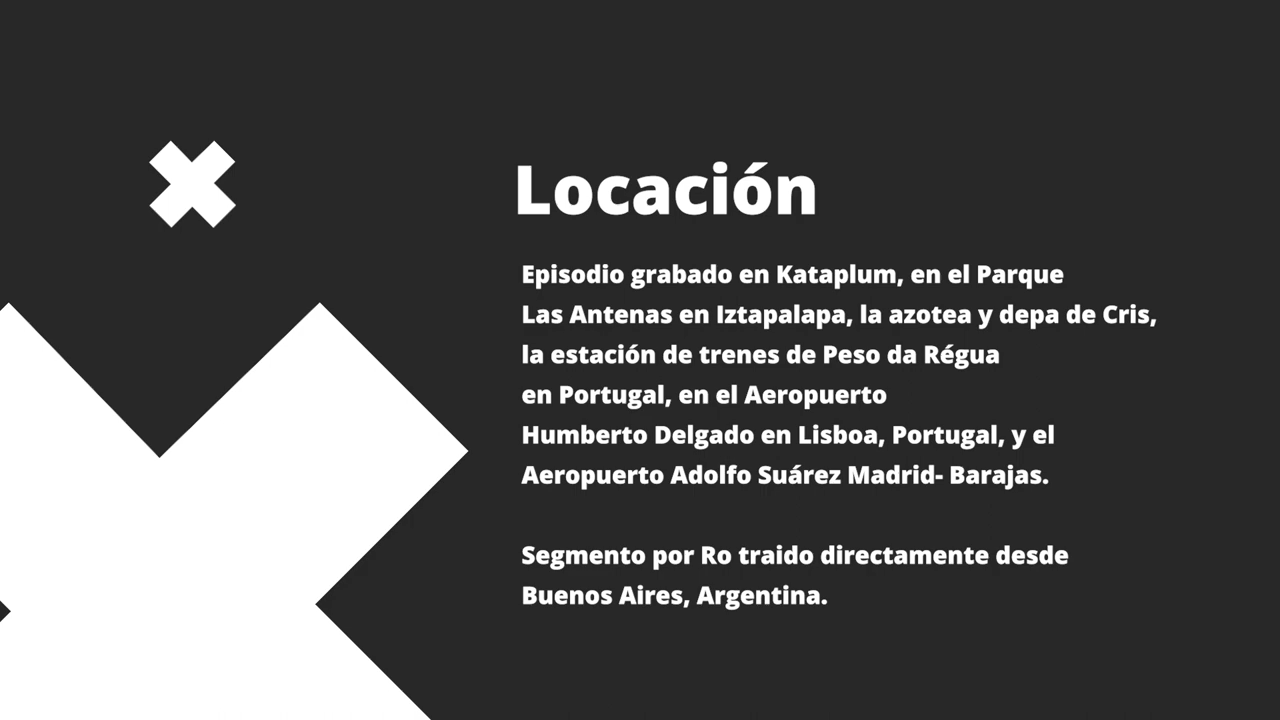 Locación
Episodio grabado en Kataplum, en el Parque
Las Antenas en Iztapalapa, la azotea y depa de Cris,
la estación de trenes de Peso da Régua
en Portugal, en el Aeropuerto
Humberto Delgado en Lisboa, Portugal, y el
Aeropuerto Adolfo Suárez Madrid- Barajas.
Segmento por Ro traido directamente desde
Buenos Aires, Argentina.